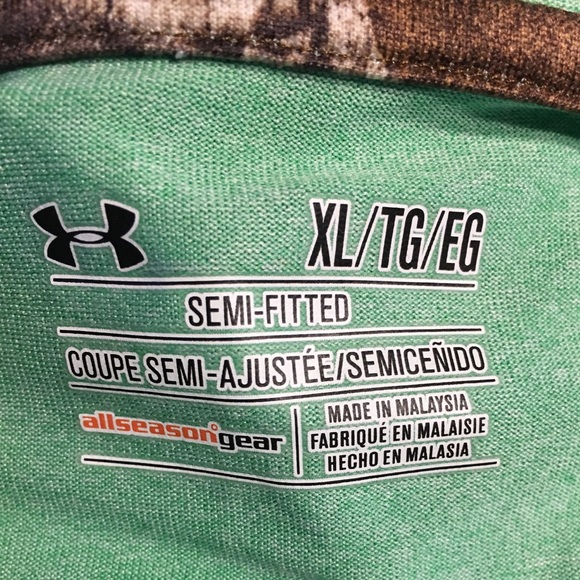 XL/TG/EG
SEMI-FITTED
COUPE SEMI-AJUSTÉE/SEMICEÑIDO
allseasongear
MADE IN MALAYSIA
FABRIQUÉ EN MALAISIE
HECHO EN MALASIA